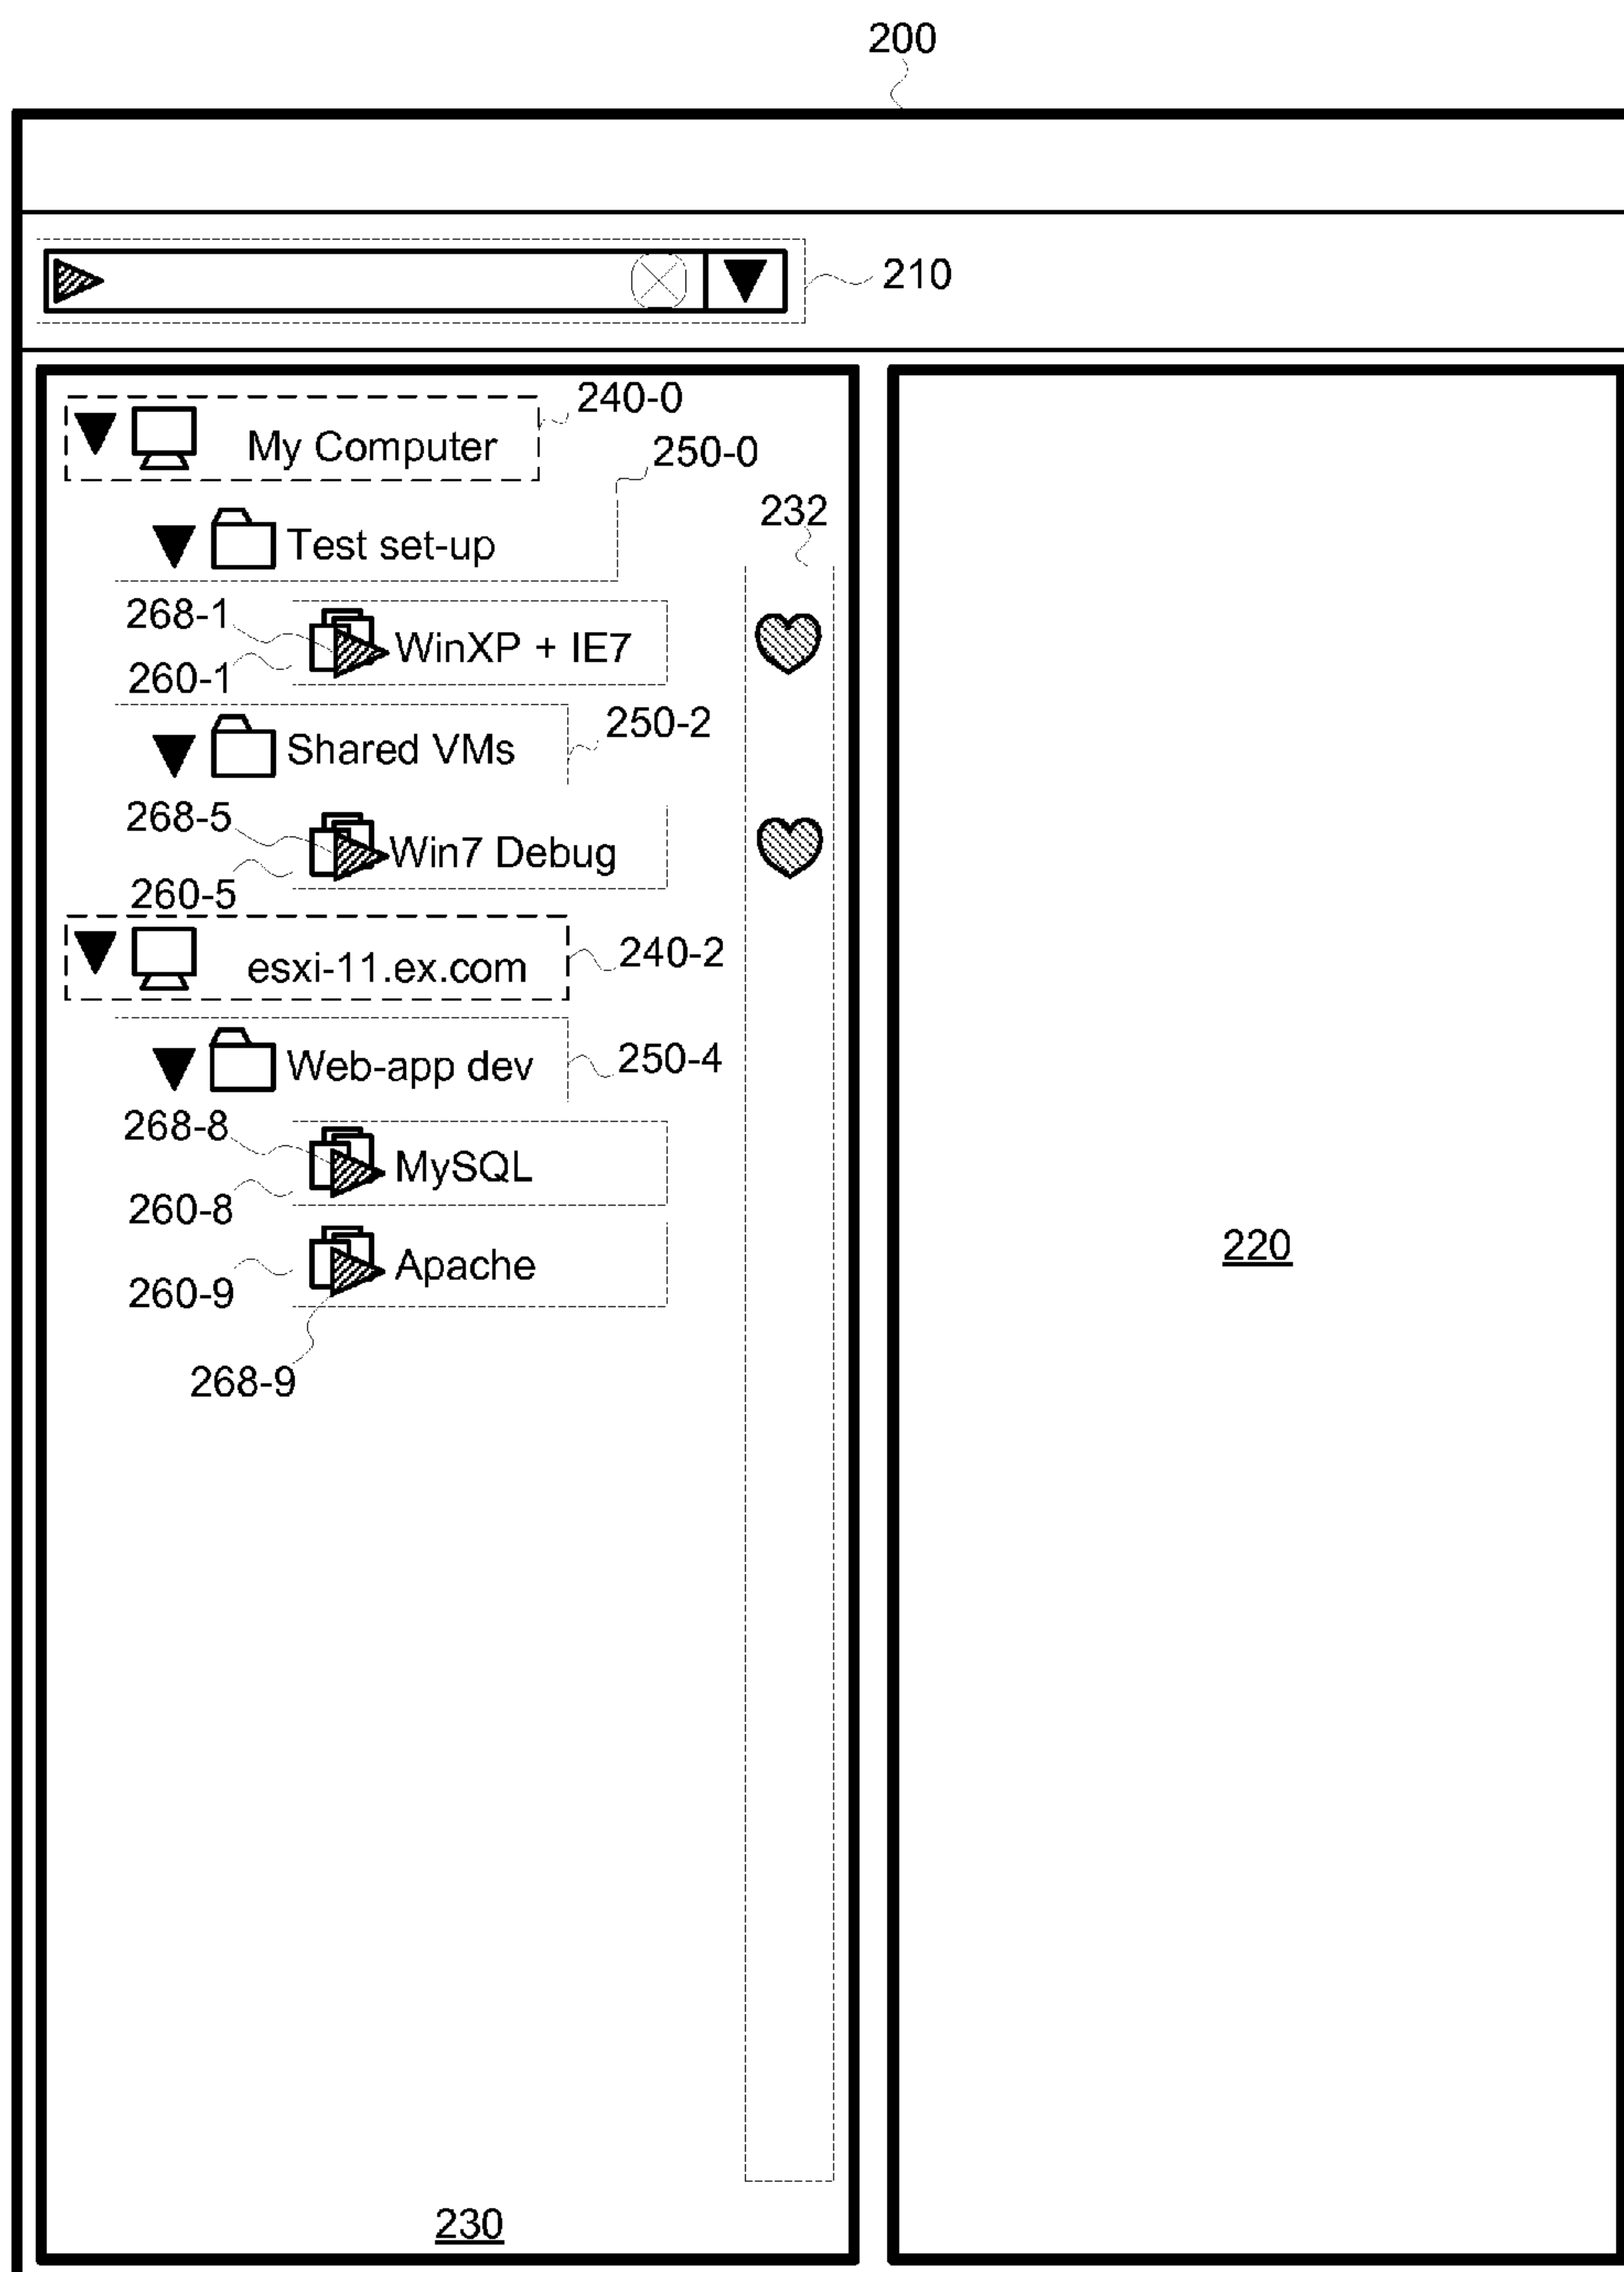 200
210
240-0
My Computer
250-0
232
Test set-up
268-1
WinXP + IE7
260-1
250-2
Shared VMs
268-5
Win7 Debug
260-5
240-2
esxi-11.ex.com
250-4
Web-app dev
268-8
MySQL
260-8
220
Apache
260-9
268-9
230